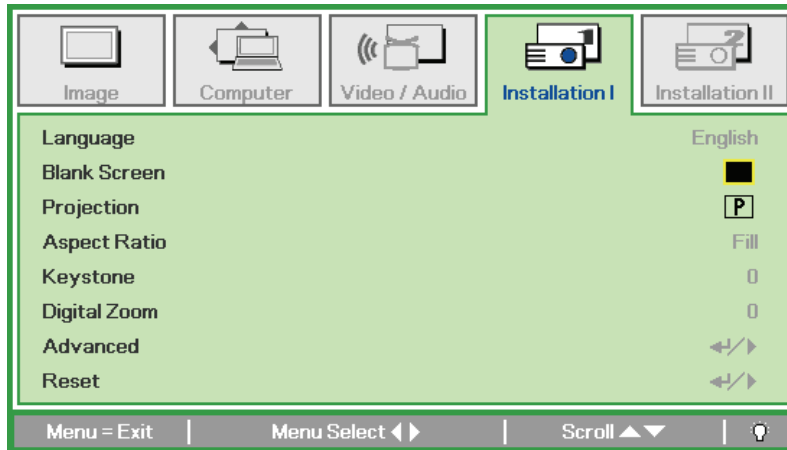 Image
Computer
Video / Audio
Installation I
Installation II
Language English
Blank Screen
Projection P
Aspect Ratio Fill
Keystone 0
Digital Zoom 0
Advanced
Reset
Menu = Exit Menu Select Scroll